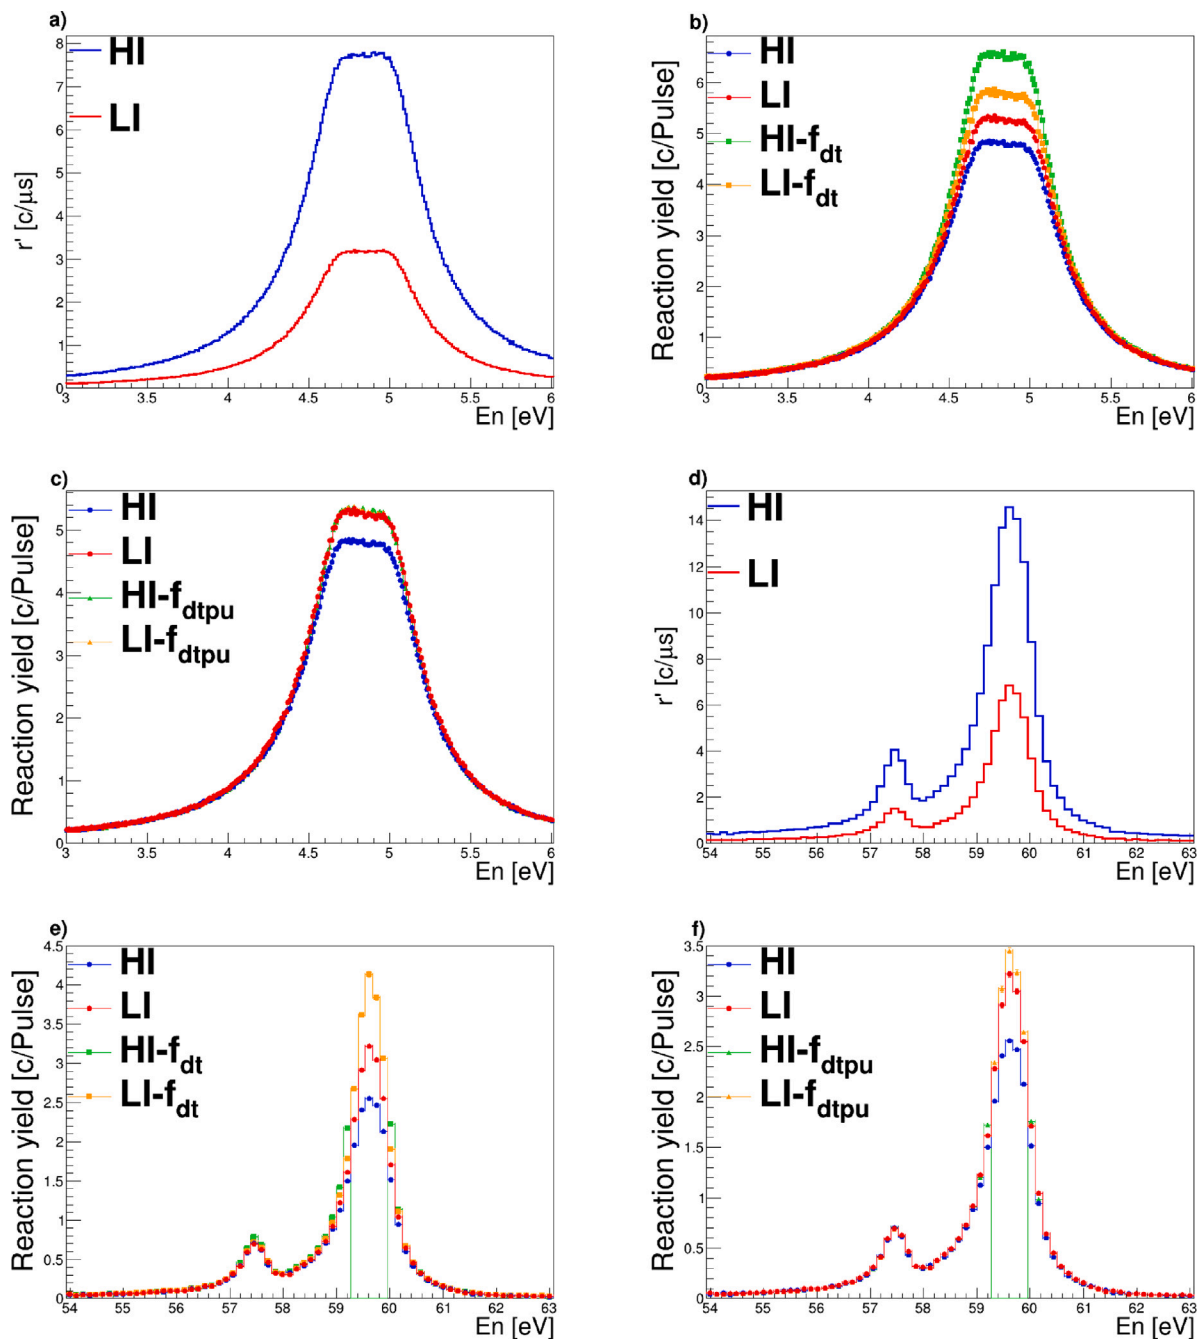 a)
HI
LI
r' [c/μs]
8
7
6
5
4
3
2
1
0
3 3.5 4 4.5 5 5.5 6
En [eV]
b)
HI
LI
HI-fdt
LI-fdt
Reaction yield [c/Pulse]
6
5
4
3
2
1
0
3 3.5 4 4.5 5 5.5 6
En [eV]
c)
HI
LI
HI-fdtpu
LI-fdtpu
Reaction yield [c/Pulse]
5
4
3
2
1
0
3 3.5 4 4.5 5 5.5 6
En [eV]
d)
HI
LI
r' [c/μs]
14
12
10
8
6
4
2
0
54 55 56 57 58 59 60 61 62 63
En [eV]
e)
HI
LI
HI-fdt
LI-fdt
Reaction yield [c/Pulse]
4.5
4
3.5
3
2.5
2
1.5
1
0.5
0
54 55 56 57 58 59 60 61 62 63
En [eV]
f)
HI
LI
HI-fdtpu
LI-fdtpu
Reaction yield [c/Pulse]
3.5
3
2.5
2
1.5
1
0.5
0
54 55 56 57 58 59 60 61 62 63
En [eV]